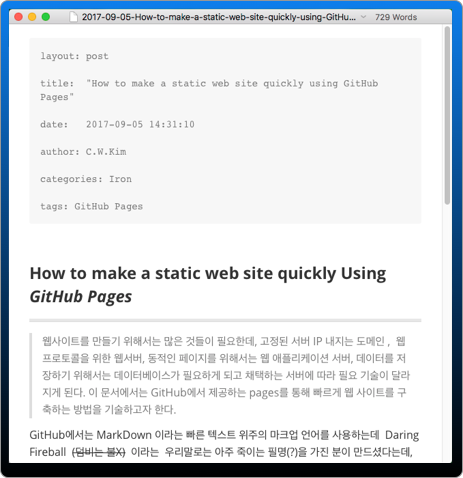 2017-09-05-How-to-make-a-static-web-site-quickly-using-GitHu... 729 Words
layout: post
title: "How to make a static web site quickly using GitHub
Pages"
date: 2017-09-05 14:31:10
author: C.W.Kim
categories: Iron
tags: GitHub Pages
How to make a static web site quickly Using
GitHub Pages
웹사이트를 만들기 위해서는 많은 것들이 필요한데, 고정된 서버 IP 내지는 도메인 , 웹
프로토콜을 위한 웹서버, 동적인 페이지를 위해서는 웹 애플리케이션 서버, 데이터를 저
장하기 위해서는 데이터베이스가 필요하게 되고 채택하는 서버에 따라 필요 기술이 달라
지게 된다. 이 문서에서는 GitHub에서 제공하는 pages를 통해 빠르게 웹 사이트를 구
축하는 방법을 기술하고자 한다.
GitHub에서는 MarkDown 이라는 빠른 텍스트 위주의 마크업 언어를 사용하는데 Daring
Fireball (덤비는 불X) 이라는 우리말로는 아주 죽이는 필명(?)을 가진 분이 만드셨다는데,